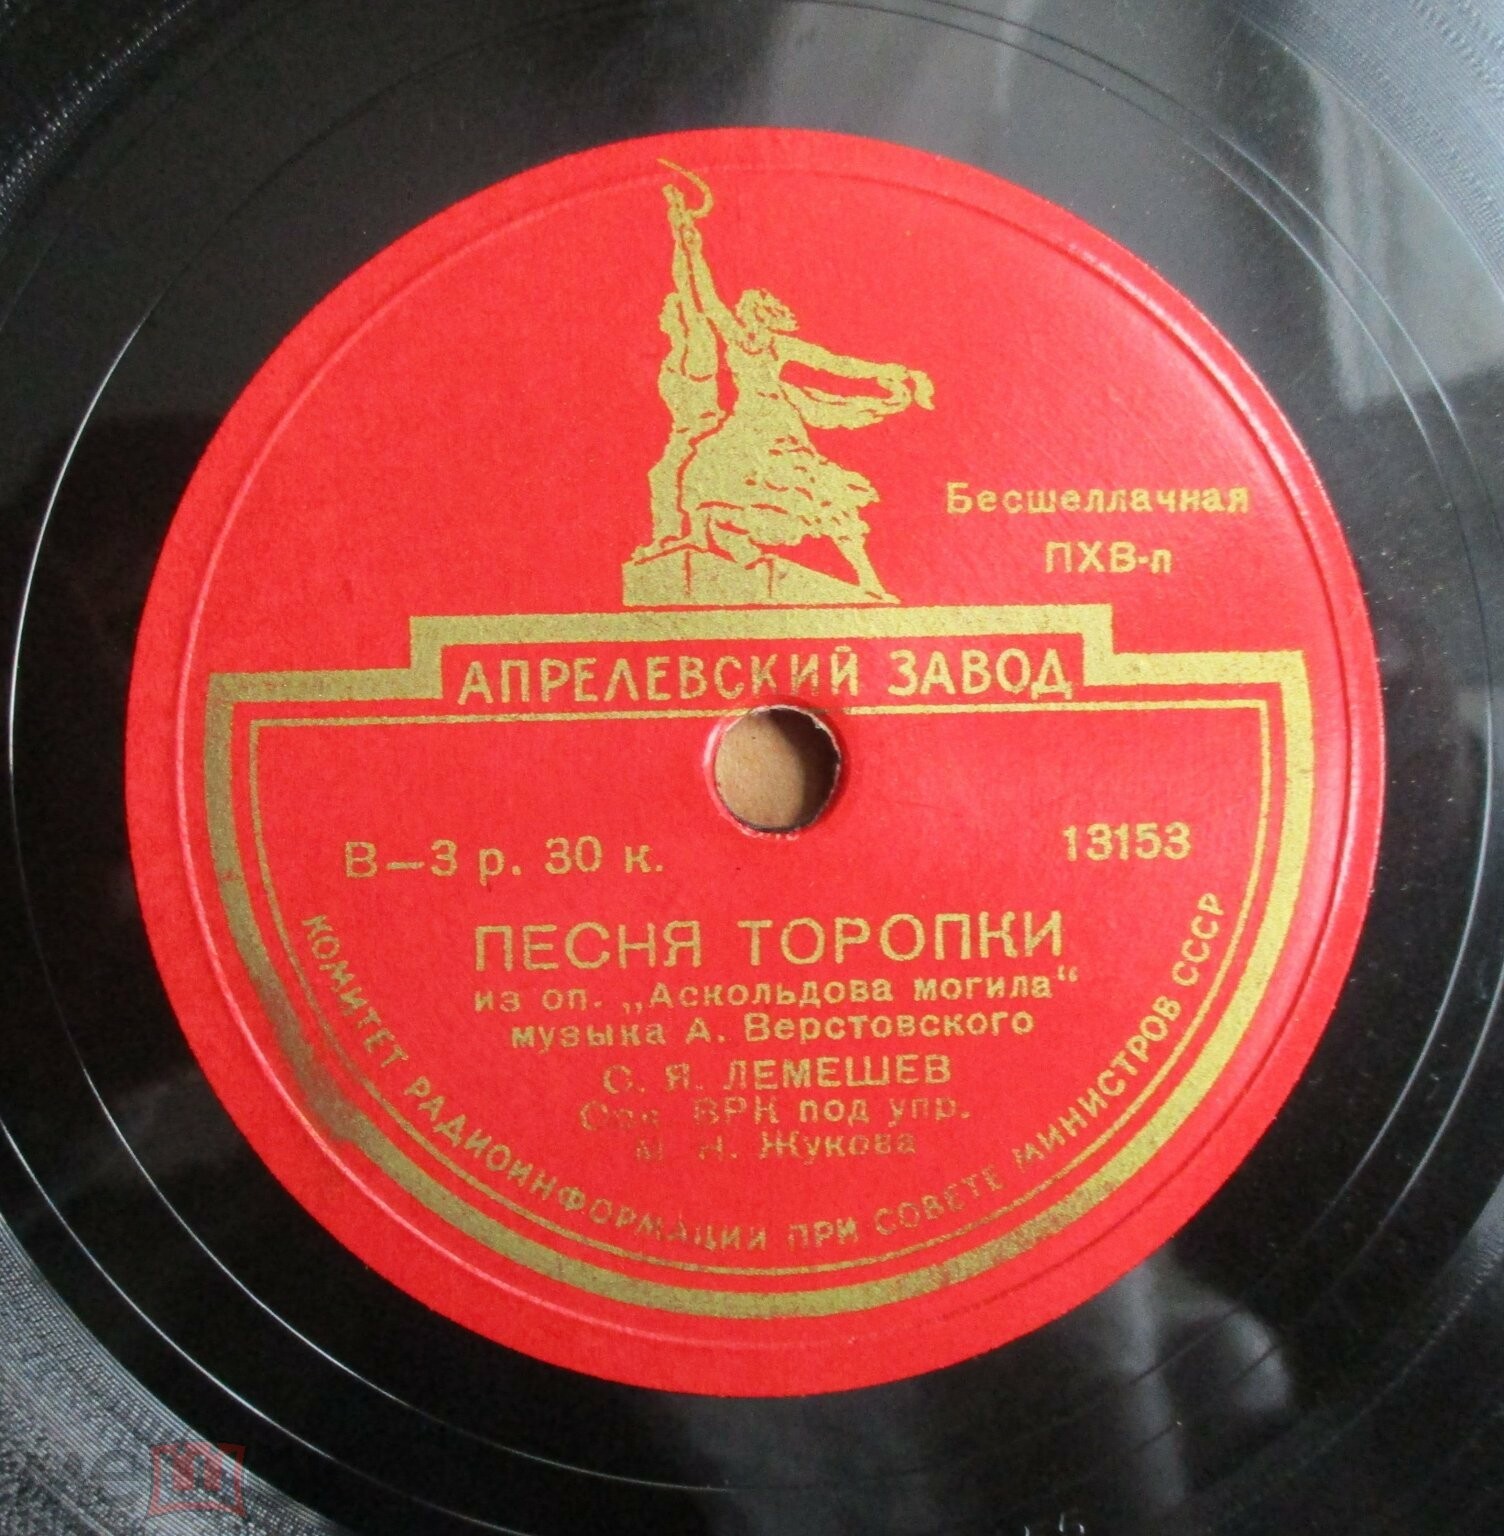 Бесшеллачная
ПХВ-п
АПРЕЛЕВСКИЙ ЗАВОД
В—3 р. 30 к.
13153
ПЕСНЯ ТОРОПКИ
из оп. „Аскольдова могила“
музыка А. Верстовского
С. Я. ЛЕМЕШЕВ
ВРК под упр.
Жукова
КОМИТЕТ РАДИОИНФОРМАЦИИ ПРИ СОВЕТЕ МИНИСТРОВ СССР